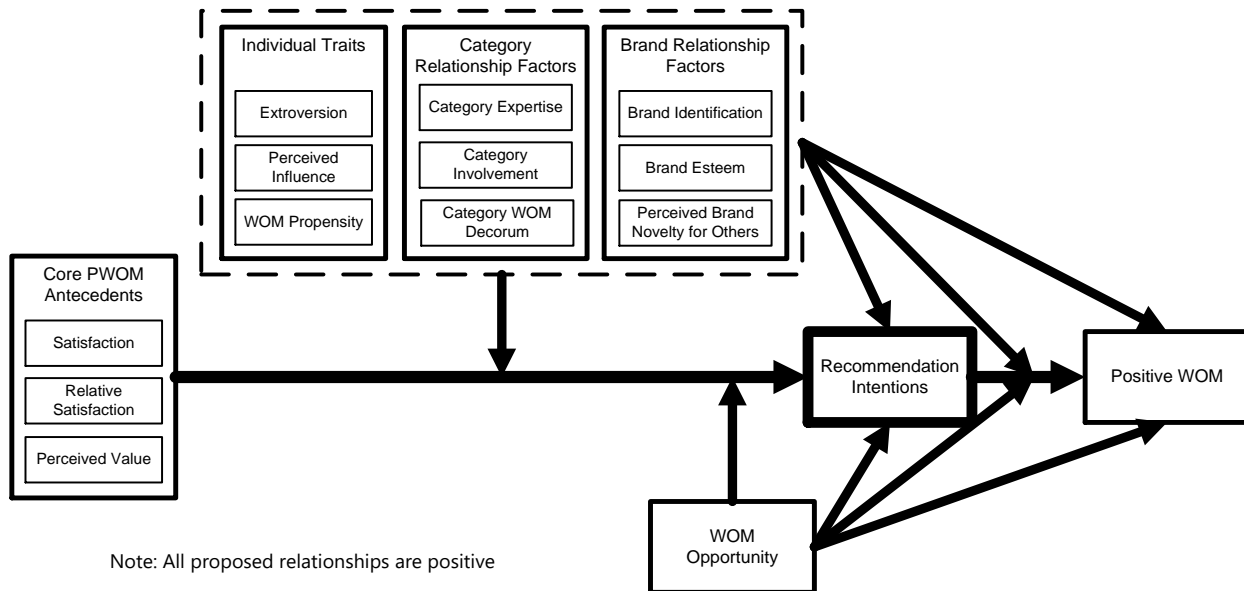 Individual Traits
Extroversion
Perceived
Influence
WOM Propensity
Category
Relationship Factors
Category Expertise
Category
Involvement
Category WOM
Decorum
Brand Relationship
Factors
Brand Identification
Brand Esteem
Perceived Brand
Novelty for Others
Core PWOM
Antecedents
Satisfaction
Relative
Satisfaction
Perceived Value
Recommendation
Intentions
Positive WOM
WOM
Opportunity
Note: All proposed relationships are positive